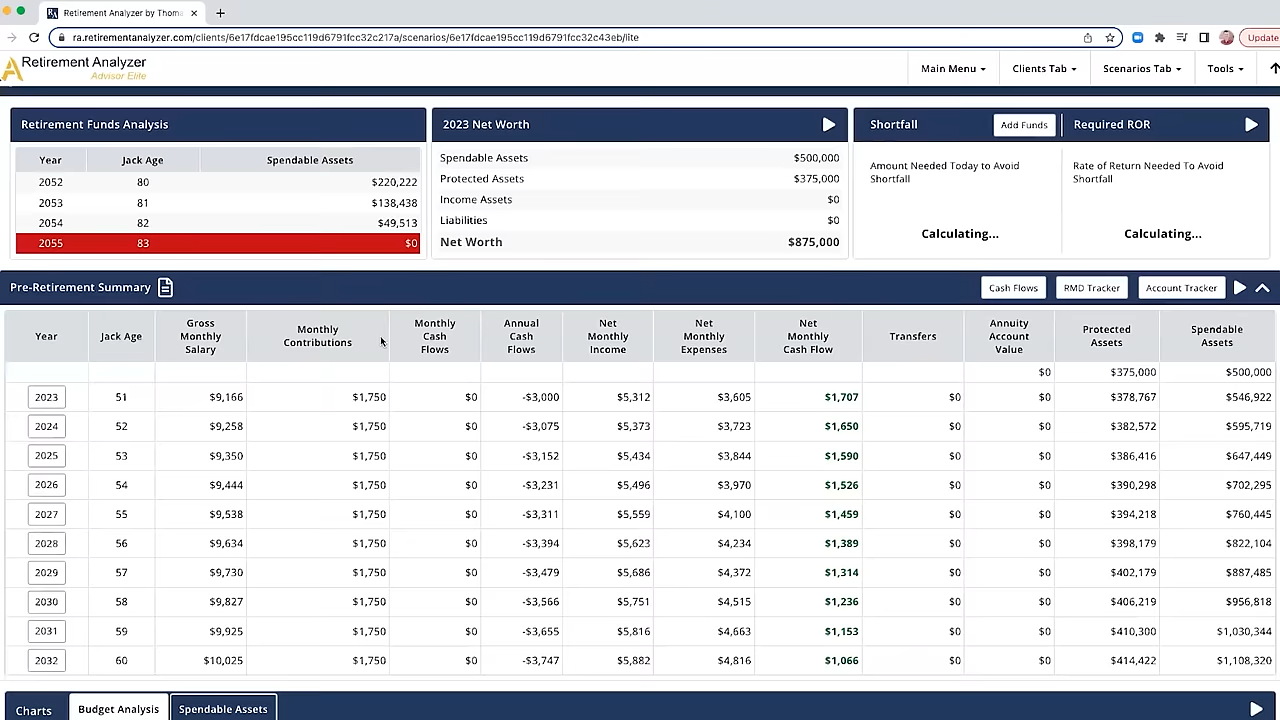 Retirement Analyzer by Thoma
ra.retirementanalyzer.com/clients/6e17fdcae195cc119d6791fcc32c217a/scenarios/6e17fdcae195cc119d6791fcc32c43eb/lite
Update
Retirement Analyzer
Advisor Elite
Main Menu
Clients Tab
Scenarios Tab
Tools
Retirement Funds Analysis
Year Jack Age Spendable Assets
2052 80 $220,222
2053 81 $138,438
2054 82 $49,513
2055 83 $0
2023 Net Worth
Spendable Assets $500,000
Protected Assets $375,000
Income Assets $0
Liabilities $0
Net Worth $875,000
Shortfall Add Funds Required ROR
Amount Needed Today to Avoid
Shortfall
Calculating...
Rate of Return Needed To Avoid
Shortfall
Calculating...
Pre-Retirement Summary Cash Flows RMD Tracker Account Tracker
Year
Jack Age
Gross
Monthly
Salary
Monthly
Contributions
Monthly
Cash
Flows
Annual
Cash
Flows
Net
Monthly
Income
Net
Monthly
Expenses
Net
Monthly
Cash Flow
Transfers
Annuity
Account
Value
Protected
Assets
Spendable
Assets
$0 $375,000 $500,000
2023 51 $9,166 $1,750 $0 -$3,000 $5,312 $3,605 $1,707 $0 $0 $378,767 $546,922
2024 52 $9,258 $1,750 $0 -$3,075 $5,373 $3,723 $1,650 $0 $0 $382,572 $595,719
2025 53 $9,350 $1,750 $0 -$3,152 $5,434 $3,844 $1,590 $0 $0 $386,416 $647,449
2026 54 $9,444 $1,750 $0 -$3,231 $5,496 $3,970 $1,526 $0 $0 $390,298 $702,295
2027 55 $9,538 $1,750 $0 -$3,311 $5,559 $4,100 $1,459 $0 $0 $394,218 $760,445
2028 56 $9,634 $1,750 $0 -$3,394 $5,623 $4,234 $1,389 $0 $0 $398,179 $822,104
2029 57 $9,730 $1,750 $0 -$3,479 $5,686 $4,372 $1,314 $0 $0 $402,179 $887,485
2030 58 $9,827 $1,750 $0 -$3,566 $5,751 $4,515 $1,236 $0 $0 $406,219 $956,818
2031 59 $9,925 $1,750 $0 -$3,655 $5,816 $4,663 $1,153 $0 $0 $410,300 $1,030,344
2032 60 $10,025 $1,750 $0 -$3,747 $5,882 $4,816 $1,066 $0 $0 $414,422 $1,108,320
Charts Budget Analysis Spendable Assets